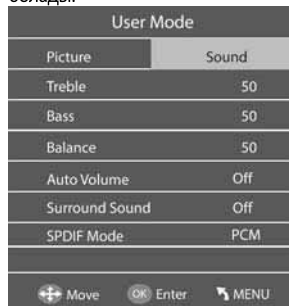 User Mode
Picture Sound
Treble 50
Bass 50
Balance 50
Auto Volume Off
Surround Sound Off
SPDIF Mode PCM
Move OK Enter MENU